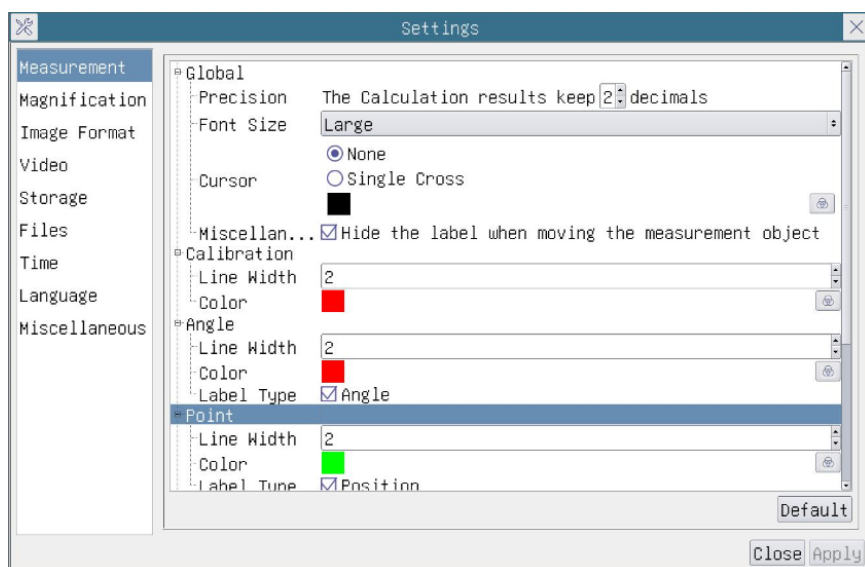 Settings
Measurement
Magnification
Image Format
Video
Storage
Files
Time
Language
Miscellaneous
Global
Precision The Calculation results keep 2 decimals
Font Size Large
None
Cursor Single Cross
Miscellan... Hide the label when moving the measurement object
Calibration
Line Width 2
Color
Angle
Line Width 2
Color
Label Type Angle
Point
Line Width 2
Color
Label Type Position
Default
Close Apply